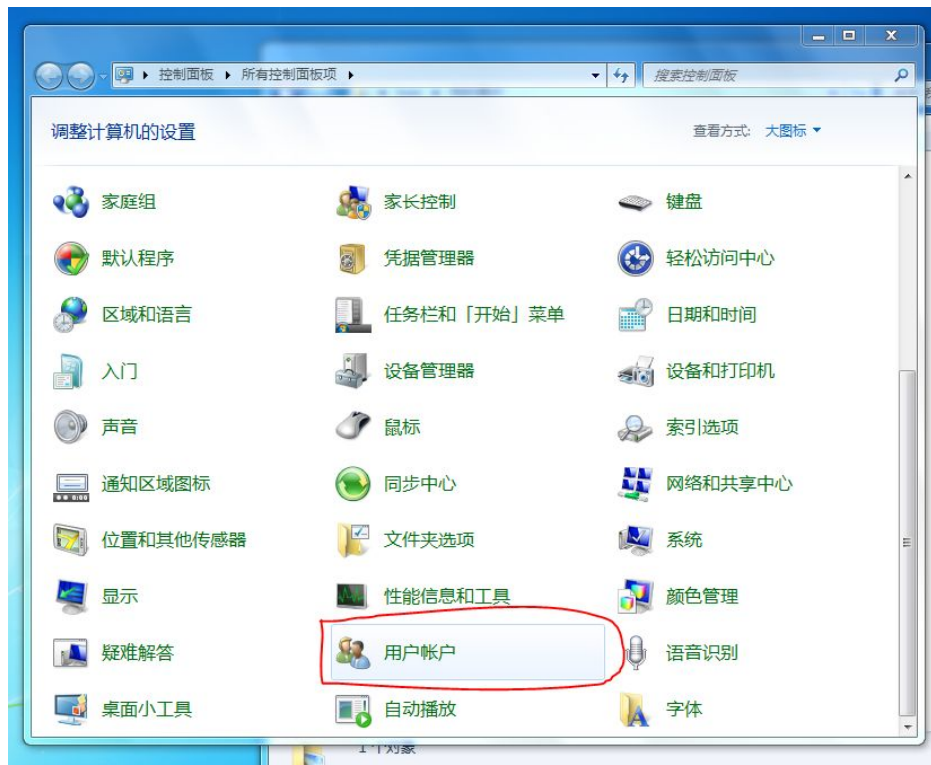 控制面板 ▸ 所有控制面板项 ▸
搜索控制面板
调整计算机的设置
查看方式: 大图标
家庭组 家长控制 键盘
默认程序 凭据管理器 轻松访问中心
区域和语言 任务栏和「开始」菜单 日期和时间
入门 设备管理器 设备和打印机
声音 鼠标 索引选项
通知区域图标 同步中心 网络和共享中心
位置和其他传感器 文件夹选项 系统
显示 性能信息和工具 颜色管理
疑难解答 用户帐户 语音识别
桌面小工具 自动播放 字体
1 个对象